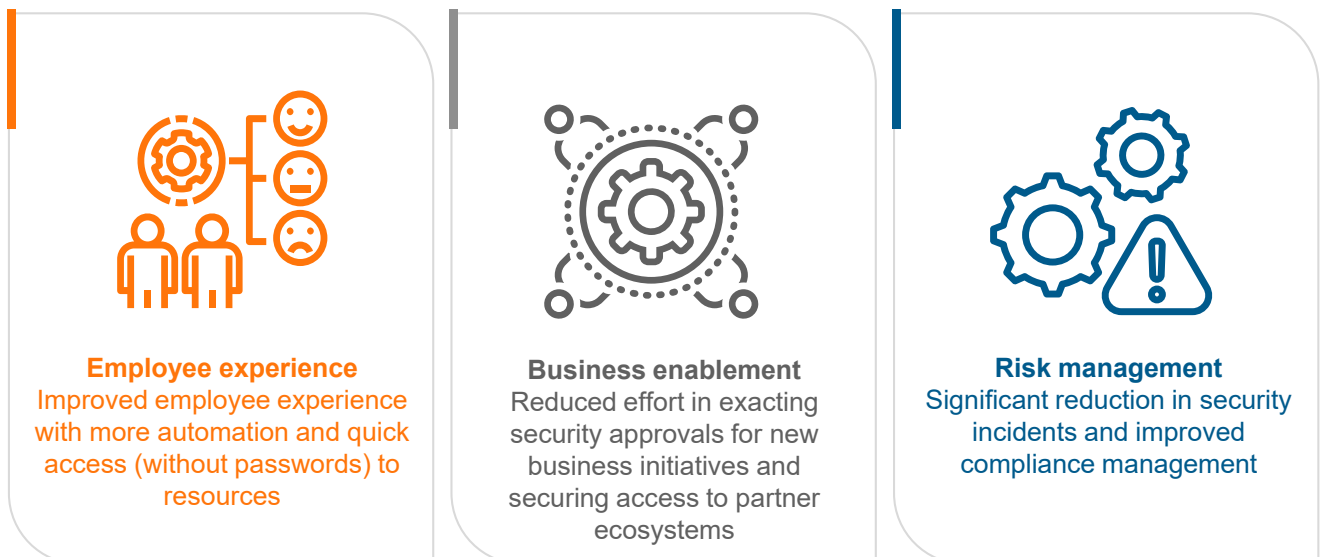 Employee experience
Improved employee experience
with more automation and quick
access (without passwords) to
resources
Business enablement
Reduced effort in exacting
security approvals for new
business initiatives and
securing access to partner
ecosystems
Risk management
Significant reduction in security
incidents and improved
compliance management